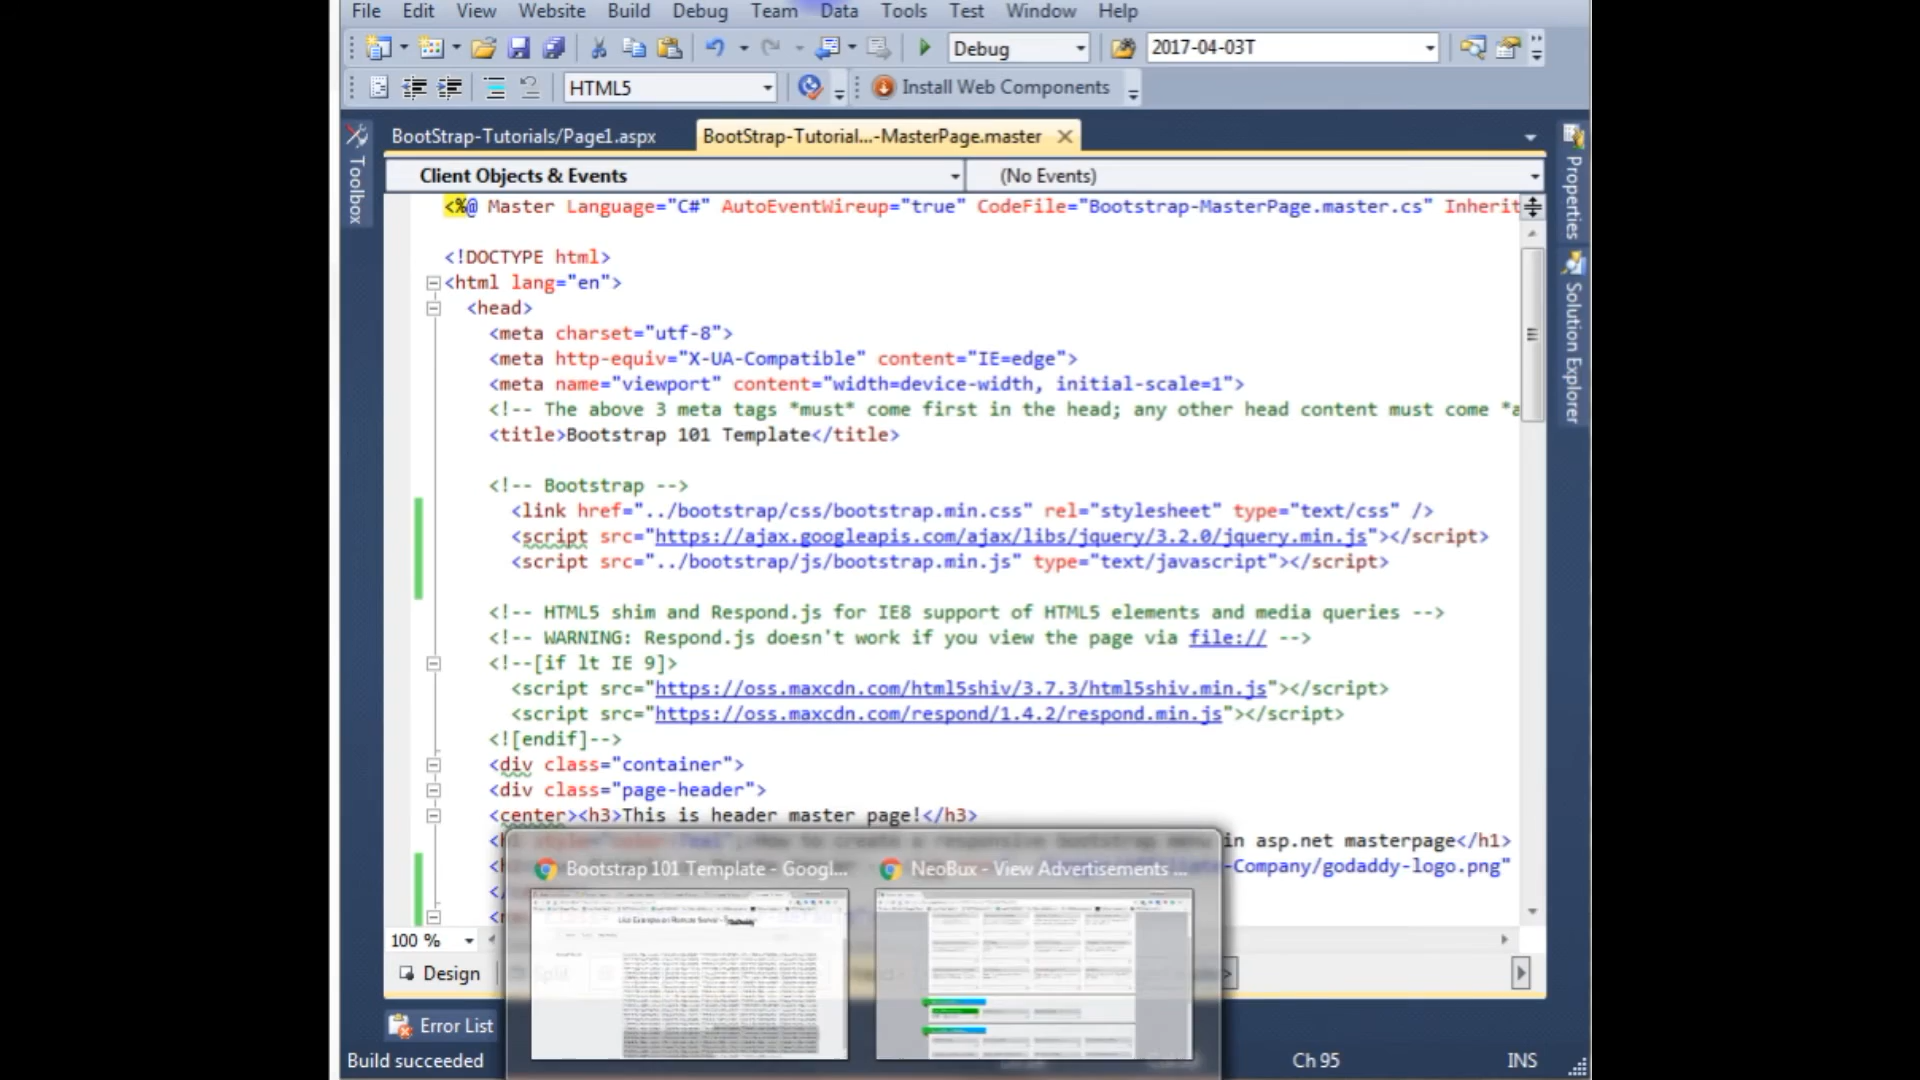 File Edit View Website Build Debug Team Data Tools Test Window Help
Debug 2017-04-03T
HTML5 Install Web Components
BootStrap-Tutorials/Page1.aspx BootStrap-Tutorial...-MasterPage.master
Toolbox
Properties
Solution Explorer
Client Objects & Events (No Events)
<%@ Master Language="C#" AutoEventWireup="true" CodeFile="Bootstrap-MasterPage.master.cs" Inherit
<!DOCTYPE html>
<html lang="en">
<head>
<meta charset="utf-8">
<meta http-equiv="X-UA-Compatible" content="IE=edge">
<meta name="viewport" content="width=device-width, initial-scale=1">
<!-- The above 3 meta tags *must* come first in the head; any other head content must come *a
<title>Bootstrap 101 Template</title>
<!-- Bootstrap -->
<link href="../bootstrap/css/bootstrap.min.css" rel="stylesheet" type="text/css" />
<script src="https://ajax.googleapis.com/ajax/libs/jquery/3.2.0/jquery.min.js"></script>
<script src="../bootstrap/js/bootstrap.min.js" type="text/javascript"></script>
<!-- HTML5 shim and Respond.js for IE8 support of HTML5 elements and media queries -->
<!-- WARNING: Respond.js doesn't work if you view the page via file:// -->
<!--[if lt IE 9]>
<script src="https://oss.maxcdn.com/html5shiv/3.7.3/html5shiv.min.js"></script>
<script src="https://oss.maxcdn.com/respond/1.4.2/respond.min.js"></script>
<![endif]-->
<div class="container">
<div class="page-header">
<center><h3>This is header master page!</h3>
in asp.net masterpage</h1>
-Company/godaddy-logo.png"
Bootstrap 101 Template - Googl... NeoBux - View Advertisements ...
100 %
Design
Error List
Build succeeded Ch 95 INS